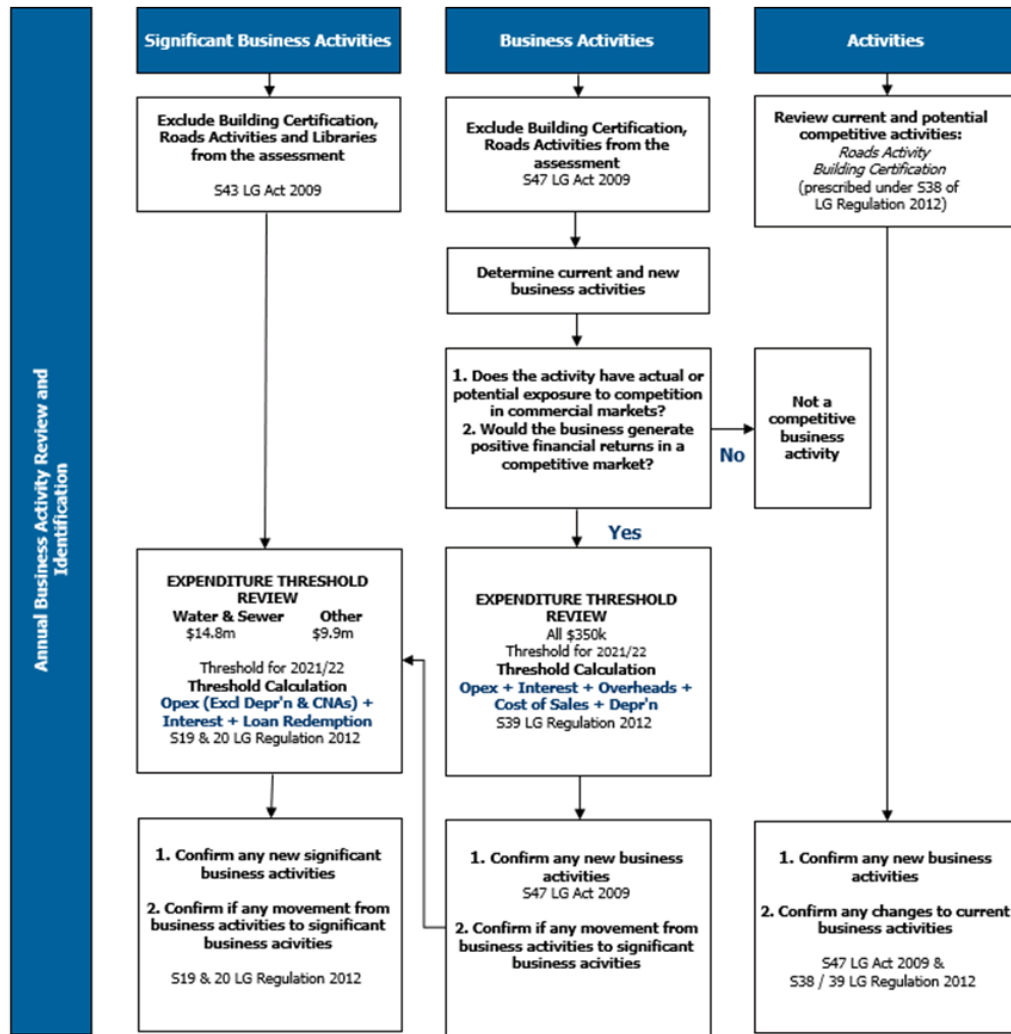 Annual Business Activity Review and
Identification
Significant Business Activities
Exclude Building Certification,
Roads Activities and Libraries
from the assessment
S43 LG Act 2009
EXPENDITURE THRESHOLD
REVIEW
Water & Sewer Other
$14.8m $9.9m
Threshold for 2021/22
Threshold Calculation
Opex (Excl Depr'n & CNAs) +
Interest + Loan Redemption
S19 & 20 LG Regulation 2012
1. Confirm any new significant
business activities
2. Confirm if any movement from
business activities to significant
business acivities
S19 & 20 LG Regulation 2012
Business Activities
Exclude Building Certification,
Roads Activities from the
assessment
S47 LG Act 2009
Determine current and new
business activities
1. Does the activity have actual or
potential exposure to competition
in commercial markets?
2. Would the business generate
positive financial returns in a
competitive market?
No
Not a
competitive
business
activity
Yes
EXPENDITURE THRESHOLD
REVIEW
All $350k
Threshold for 2021/22
Threshold Calculation
Opex + Interest + Overheads +
Cost of Sales + Depr'n
S39 LG Regulation 2012
1. Confirm any new business
activities
S47 LG Act 2009
2. Confirm if any movement from
business activities to significant
business acivities
Activities
Review current and potential
competitive activities:
Roads Activity
Building Certification
(prescribed under S38 of
LG Regulation 2012)
1. Confirm any new business
activities
2. Confirm any changes to current
business activities
S47 LG Act 2009 &
S38 / 39 LG Regulation 2012